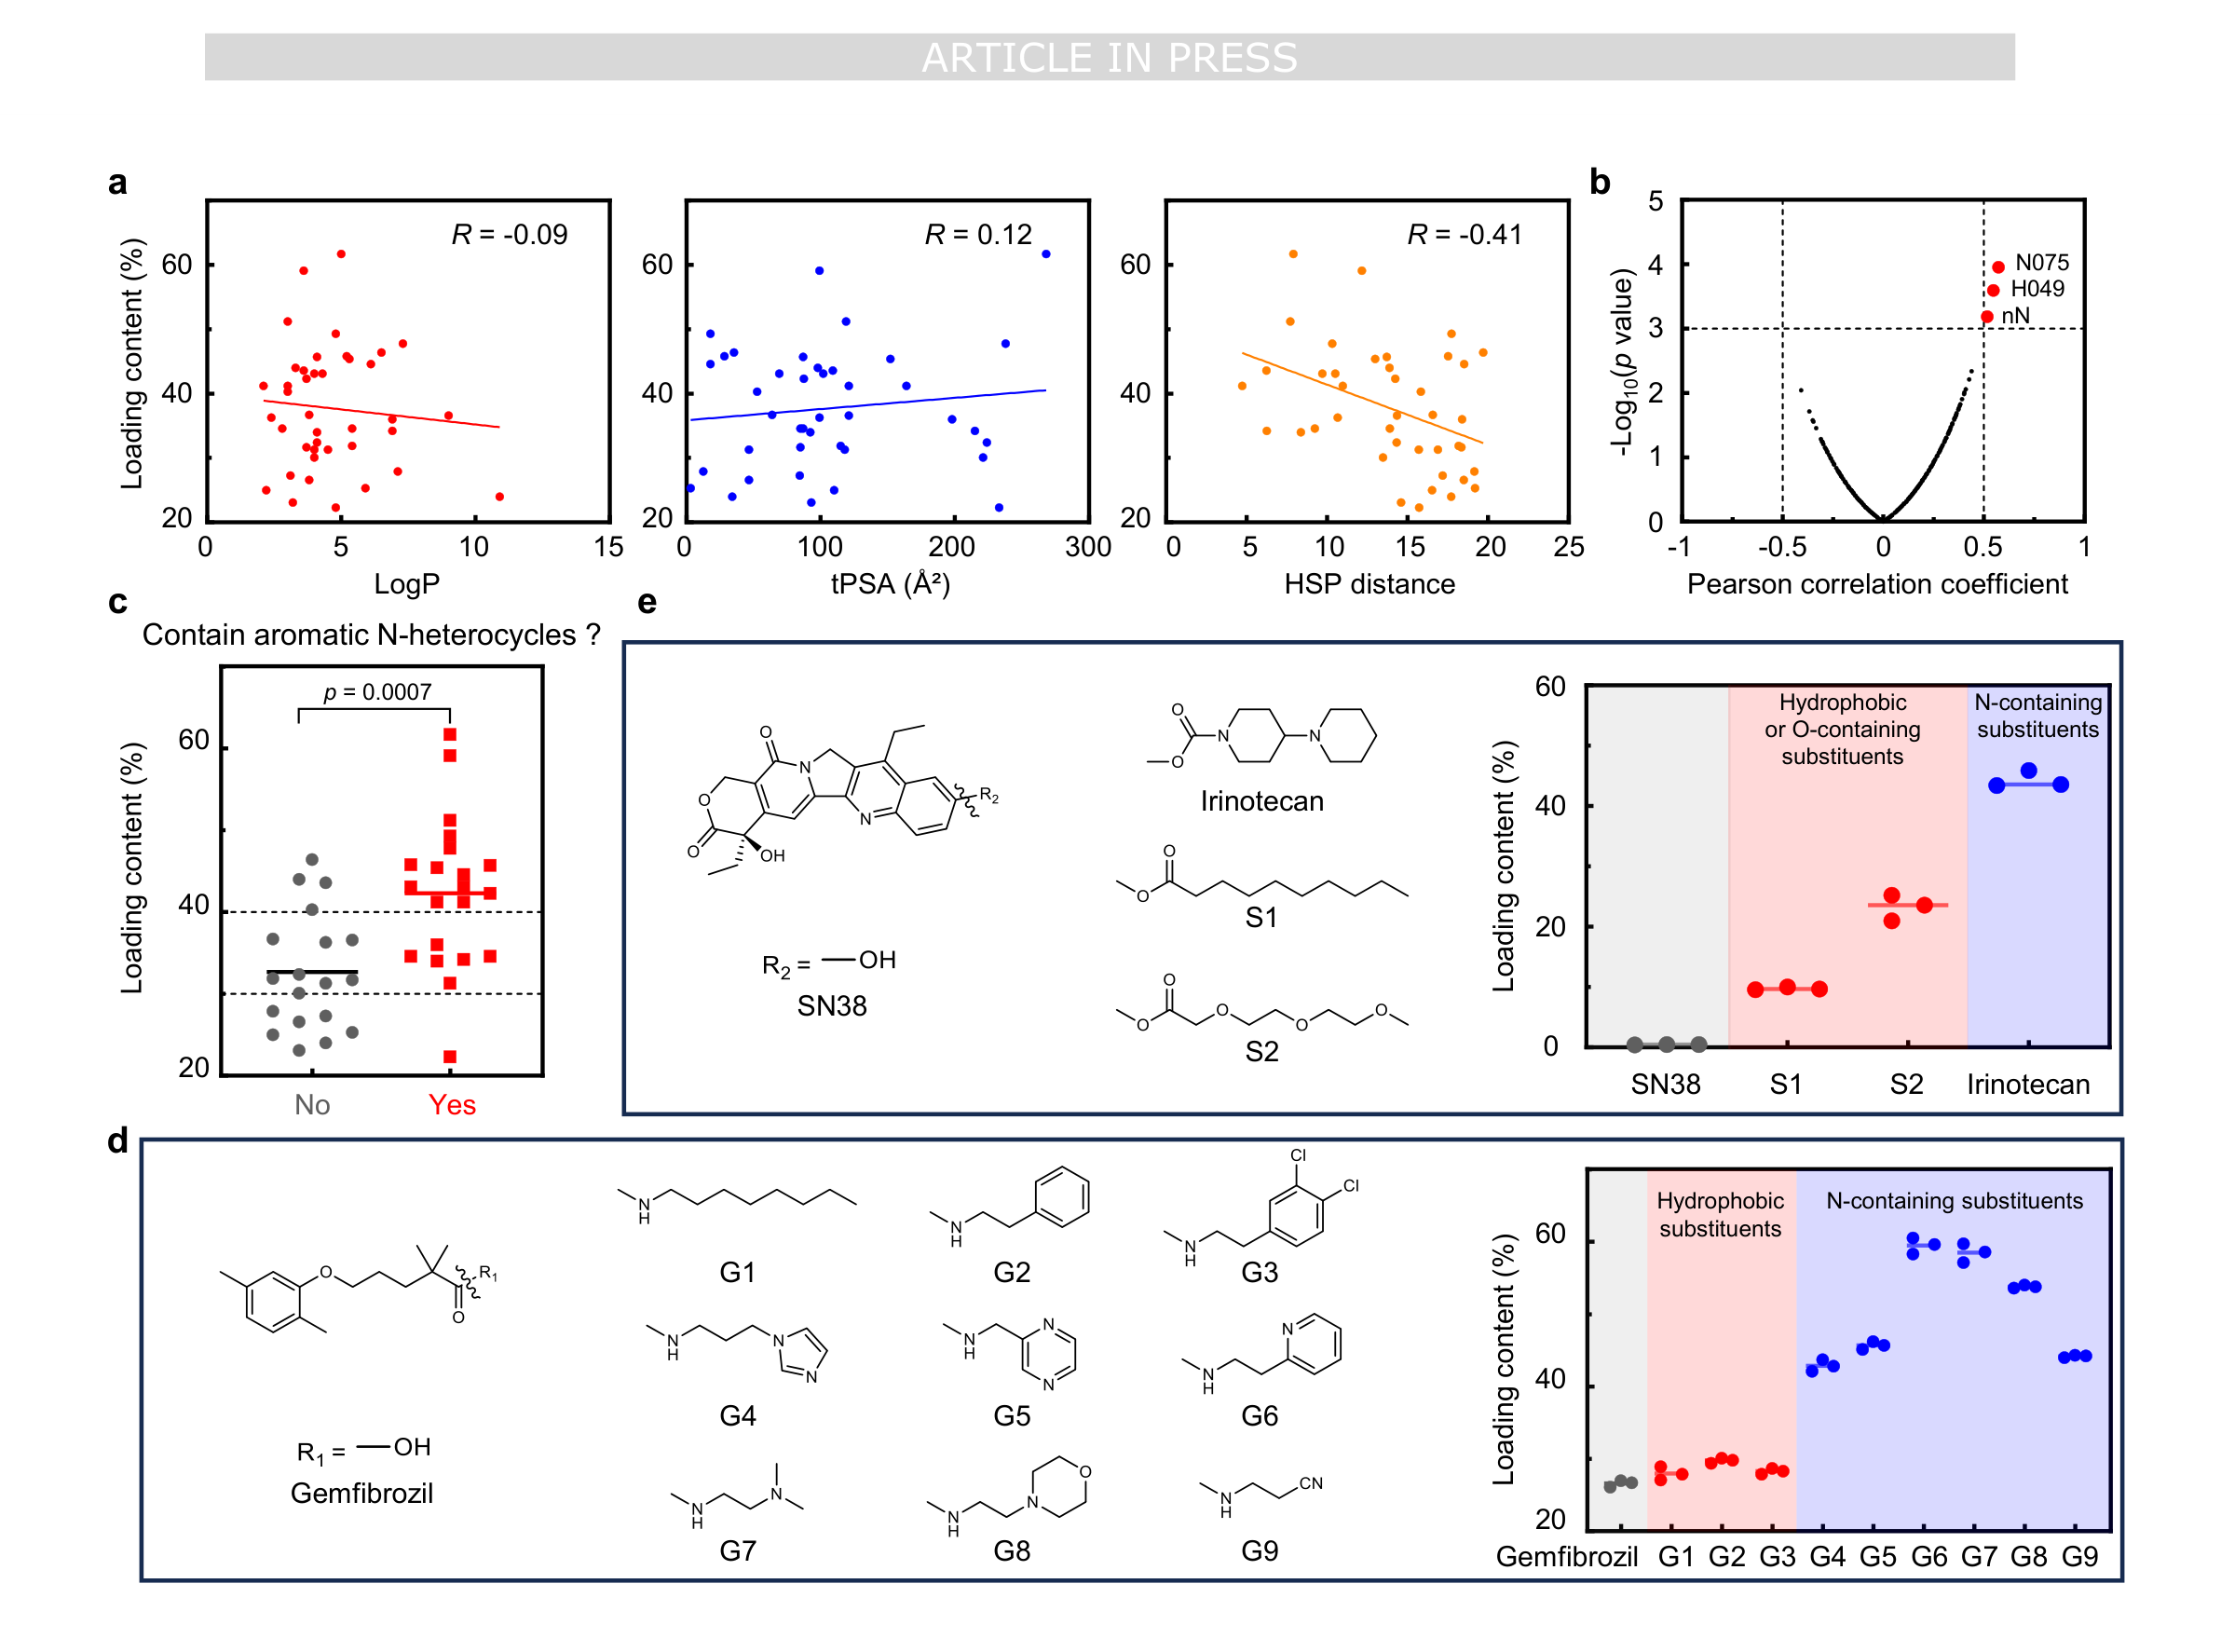 ARTICLE IN PRESS
a
Loading content (%)
60
40
20
0
5
10
15
LogP
R = -0.09
60
40
20
0
100
200
300
tPSA (Å²)
R = 0.12
60
40
20
0
5
10
15
20
25
HSP distance
R = -0.41
b
-Log₁₀(p value)
5
4
3
2
1
0
-1
-0.5
0
0.5
1
Pearson correlation coefficient
N075
H049
nN
c
Contain aromatic N-heterocycles ?
p = 0.0007
Loading content (%)
60
40
20
No
Yes
e
O
O
O
N
N
OH
R₂
R₂ = —OH
SN38
O
O
N
N
Irinotecan
O
O
S1
O
O
O
O
O
S2
Loading content (%)
60
40
20
0
Hydrophobic
or O-containing
substituents
N-containing
substituents
SN38
S1
S2
Irinotecan
d
O
O
R₁
R₁ = —OH
Gemfibrozil
N
H
G1
N
H
G2
Cl
Cl
N
H
G3
N
H
N
N
G4
N
H
N
N
G5
N
H
N
G6
N
H
N
G7
N
H
N
O
G8
N
H
CN
G9
Loading content (%)
60
40
20
Hydrophobic
substituents
N-containing substituents
Gemfibrozil
G1
G2
G3
G4
G5
G6
G7
G8
G9